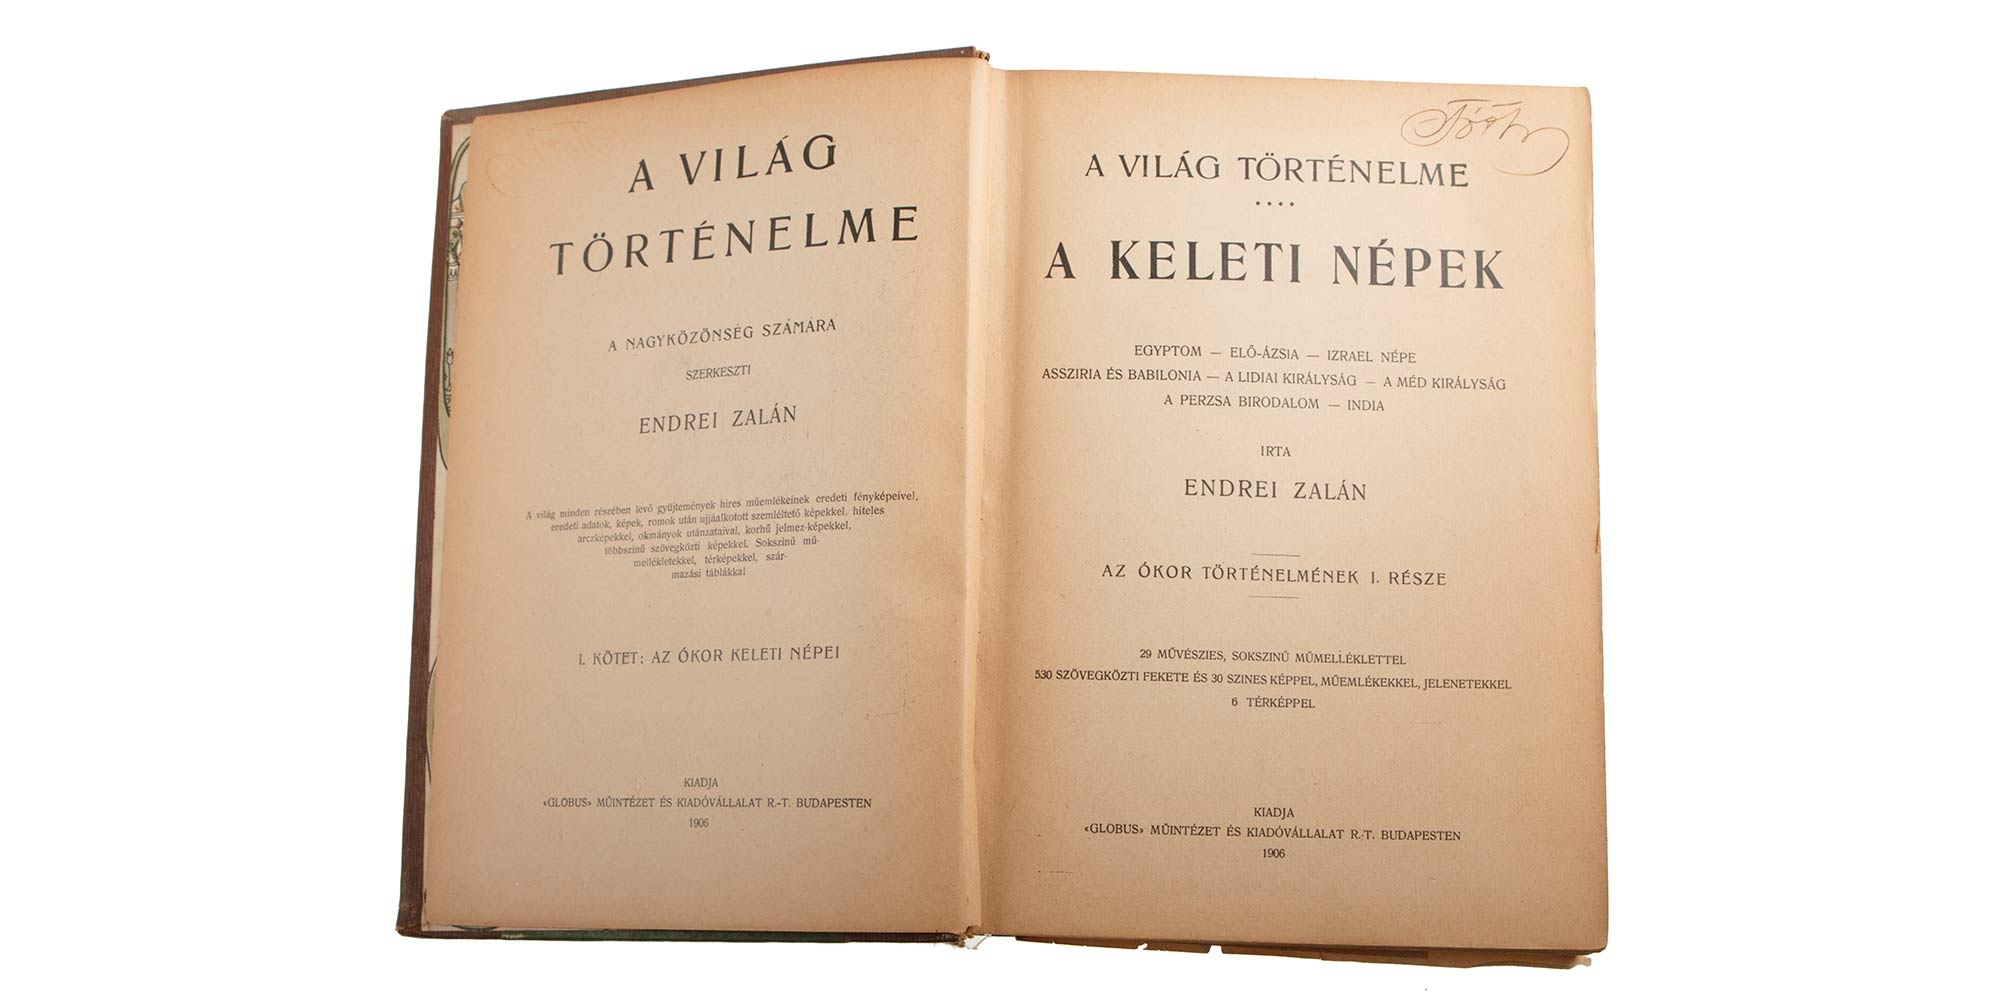 A VILÁG
TÖRTÉNELME
A NAGYKÖZÖNSÉG SZÁMÁRA
SZERKESZTI
ENDREI ZALÁN
A világ minden részében levő gyüjtemények hires műemlékeinek eredeti fényképeivel,
eredeti adatok, képek, romok után ujjáalkotott szemléltető képekkel, hiteles
arczképekkel, okmányok utánzataival, korhű jelmez-képekkel,
többszinű szövegközti képekkel. Sokszinű mű-
mellékletekkel, térképekkel, szár-
mazási táblákkal
I. KÖTET: AZ ÓKOR KELETI NÉPEI
KIADJA
«GLOBUS» MŰINTÉZET ÉS KIADÓVÁLLALAT R.-T. BUDAPESTEN
1906
Tóth
A VILÁG TÖRTÉNELME
A KELETI NÉPEK
EGYPTOM — ELŐ-ÁZSIA — IZRAEL NÉPE
ASSZIRIA ÉS BABILONIA — A LIDIAI KIRÁLYSÁG — A MÉD KIRÁLYSÁG
A PERZSA BIRODALOM — INDIA
IRTA
ENDREI ZALÁN
AZ ÓKOR TÖRTÉNELMÉNEK I. RÉSZE
29 MŰVÉSZIES, SOKSZINŰ MŰMELLÉKLETTEL
530 SZÖVEGKÖZTI FEKETE ÉS 30 SZINES KÉPPEL, MŰEMLÉKEKKEL, JELENETEKKEL
6 TÉRKÉPPEL
KIADJA
«GLOBUS» MŰINTÉZET ÉS KIADÓVÁLLALAT R.-T. BUDAPESTEN
1906